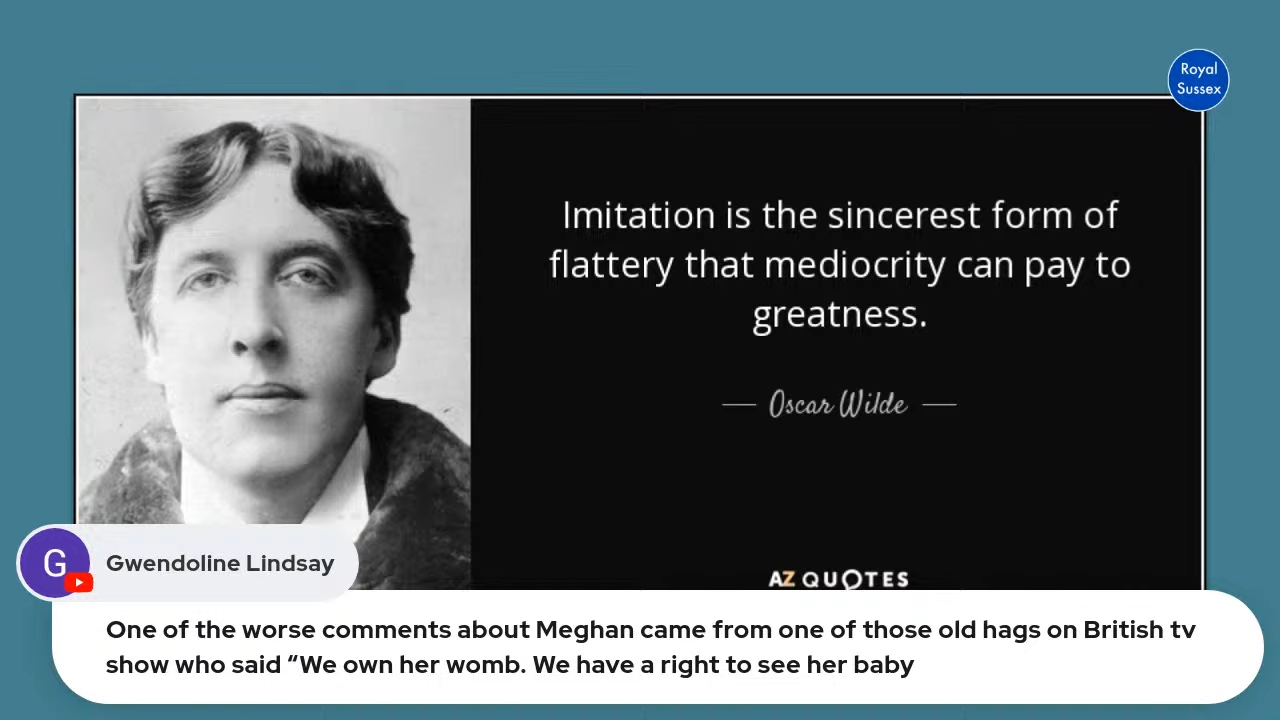 Royal
Sussex
Imitation is the sincerest form of
flattery that mediocrity can pay to
greatness.
— Oscar Wilde —
AZ QUOTES
G
Gwendoline Lindsay
One of the worse comments about Meghan came from one of those old hags on British tv
show who said “We own her womb. We have a right to see her baby